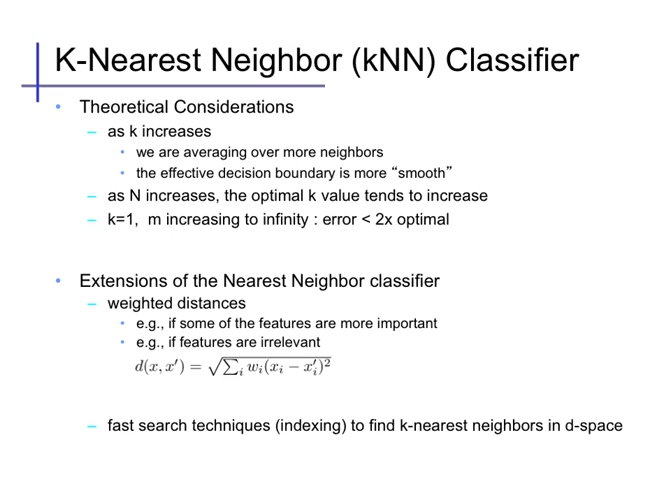 K-Nearest Neighbor (kNN) Classifier
• Theoretical Considerations
– as k increases
• we are averaging over more neighbors
• the effective decision boundary is more “smooth”
– as N increases, the optimal k value tends to increase
– k=1, m increasing to infinity : error < 2x optimal
• Extensions of the Nearest Neighbor classifier
– weighted distances
• e.g., if some of the features are more important
• e.g., if features are irrelevant
d(x, x′) = √∑ᵢ wᵢ(xᵢ − x′ᵢ)²
– fast search techniques (indexing) to find k-nearest neighbors in d-space